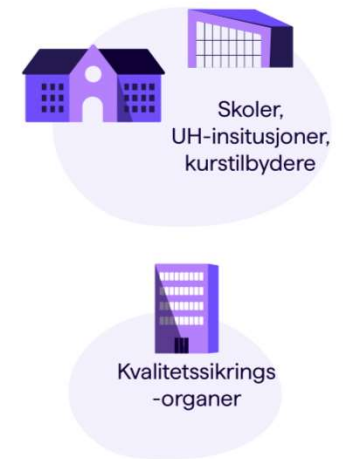 Skoler,
UH-insitusjoner,
kurstilbydere
Kvalitetssikrings
-organer